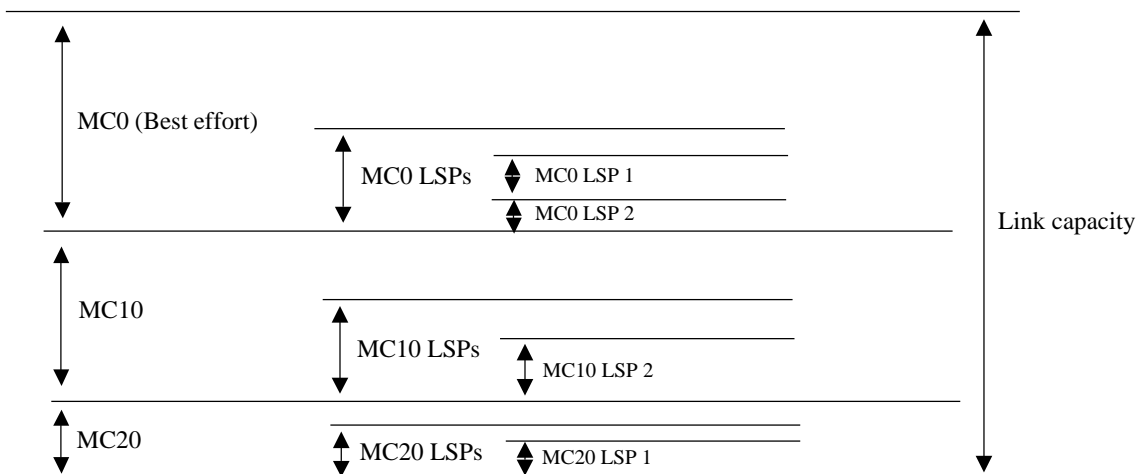 MC0 (Best effort)
MC0 LSPs
MC0 LSP 1
MC0 LSP 2
Link capacity
MC10
MC10 LSPs
MC10 LSP 2
MC20
MC20 LSPs
MC20 LSP 1